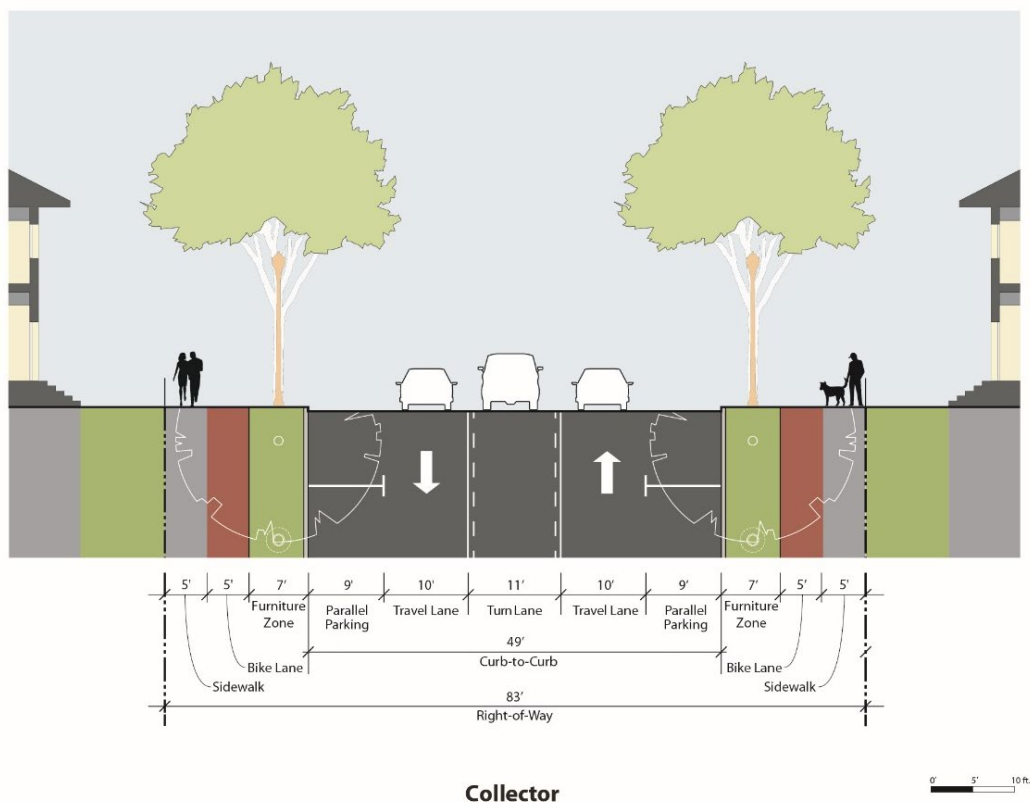 5' 5' 7' 9' 10' 11' 10' 9' 7' 5' 5'
Furniture Parallel Travel Lane Turn Lane Travel Lane Parallel Furniture
Zone Parking Parking Zone
49'
Curb-to-Curb
Bike Lane Bike Lane
Sidewalk Sidewalk
83'
Right-of-Way
Collector
0' 5' 10 ft.